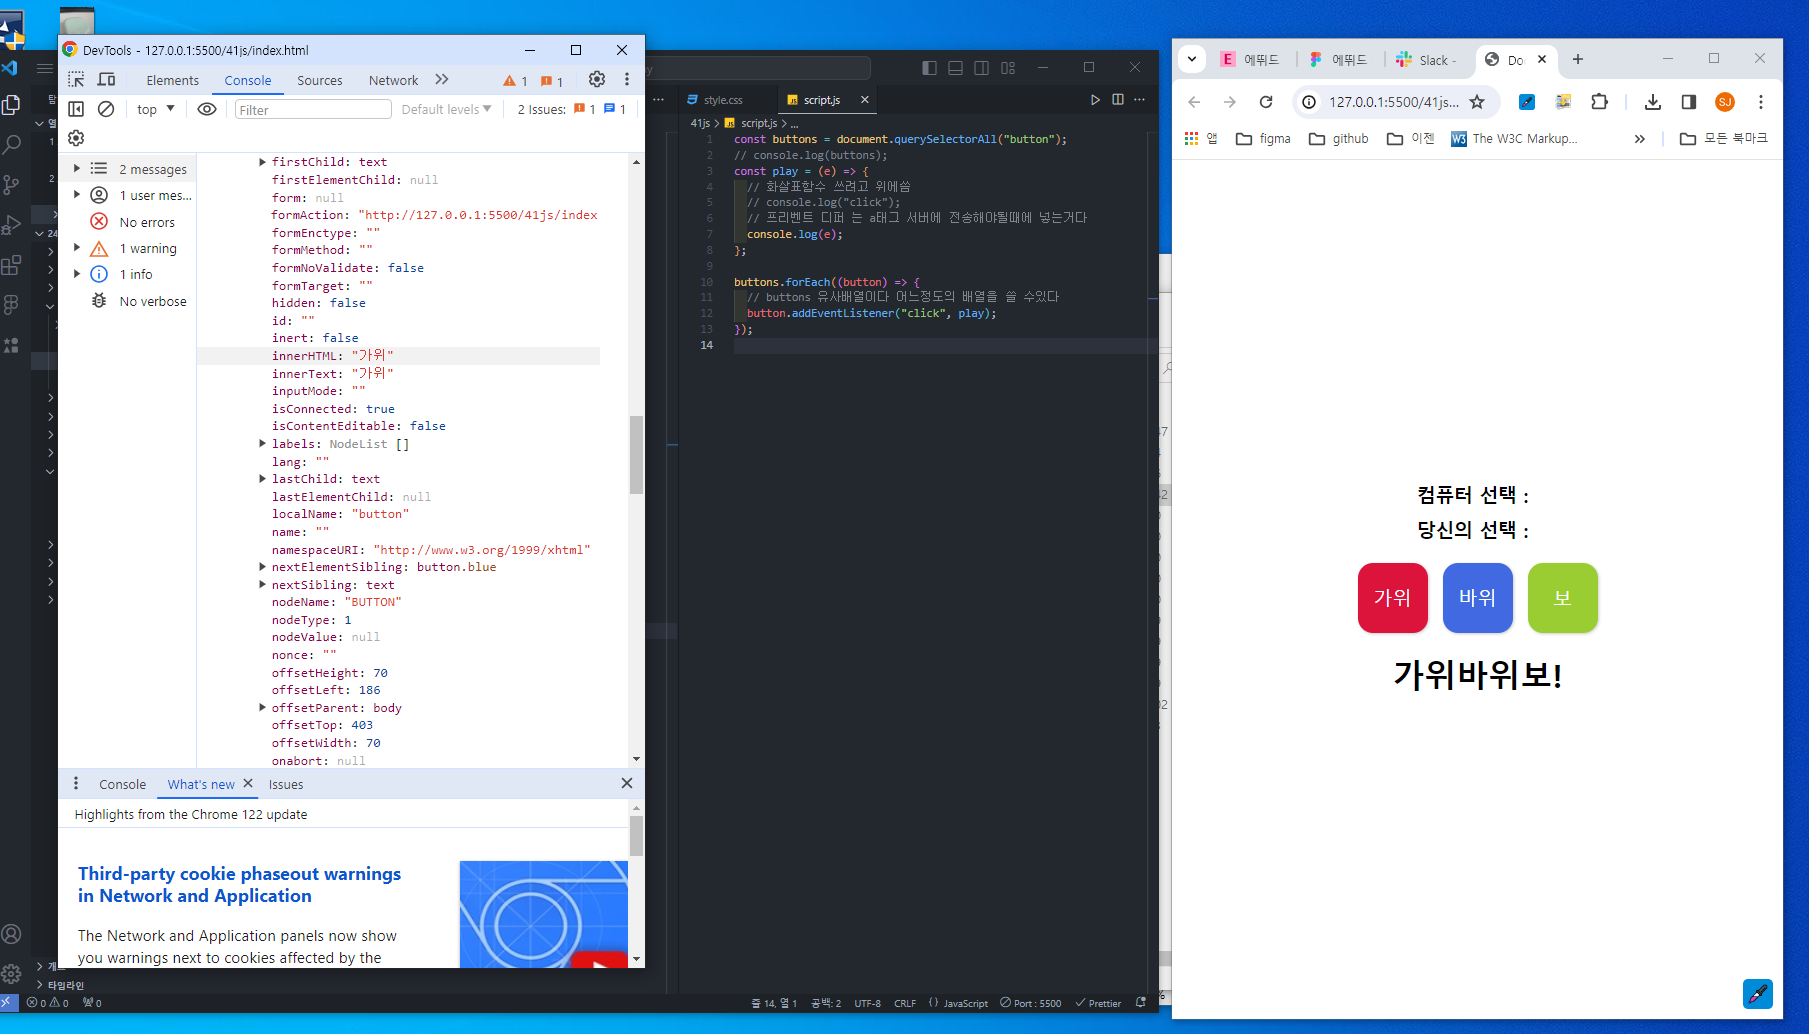 DevTools - 127.0.0.1:5500/41js/index.html
Elements
Console
Sources
Network
1
1
top
Filter
Default levels
2 Issues:
1
1
2 messages
1 user mes...
No errors
1 warning
1 info
No verbose
firstChild: text
firstElementChild: null
form: null
formAction: "http://127.0.0.1:5500/41js/index
formEnctype: ""
formMethod: ""
formNoValidate: false
formTarget: ""
hidden: false
id: ""
inert: false
innerHTML: "가위"
innerText: "가위"
inputMode: ""
isConnected: true
isContentEditable: false
labels: NodeList []
lang: ""
lastChild: text
lastElementChild: null
localName: "button"
name: ""
namespaceURI: "http://www.w3.org/1999/xhtml"
nextElementSibling: button.blue
nextSibling: text
nodeName: "BUTTON"
nodeType: 1
nodeValue: null
nonce: ""
offsetHeight: 70
offsetLeft: 186
offsetParent: body
offsetTop: 403
offsetWidth: 70
onabort: null
Console
What's new
Issues
Highlights from the Chrome 122 update
Third-party cookie phaseout warnings
in Network and Application
The Network and Application panels now show
you warnings next to cookies affected by the
style.css
script.js
41js > script.js > ...
1 const buttons = document.querySelectorAll("button");
2 // console.log(buttons);
3 const play = (e) => {
4 // 화살표함수 쓰려고 위에씀
5 // console.log("click");
6 // 프리벤트 디퍼 는 a태그 서버에 전송해야될때에 넣는거다
7 console.log(e);
8 };
9
10 buttons.forEach((button) => {
11 // buttons 유사배열이다 어느정도의 배열을 쓸 수있다
12 button.addEventListener("click", play);
13 });
14
타임라인
0 0
0
줄 14, 열 1
공백: 2
UTF-8
CRLF
{} JavaScript
Port : 5500
Prettier
에뛰드
에뛰드
Slack -
Do
127.0.0.1:5500/41js...
SJ
앱
figma
github
이젠
The W3C Markup...
모든 북마크
컴퓨터 선택 :
당신의 선택 :
가위
바위
보
가위바위보!